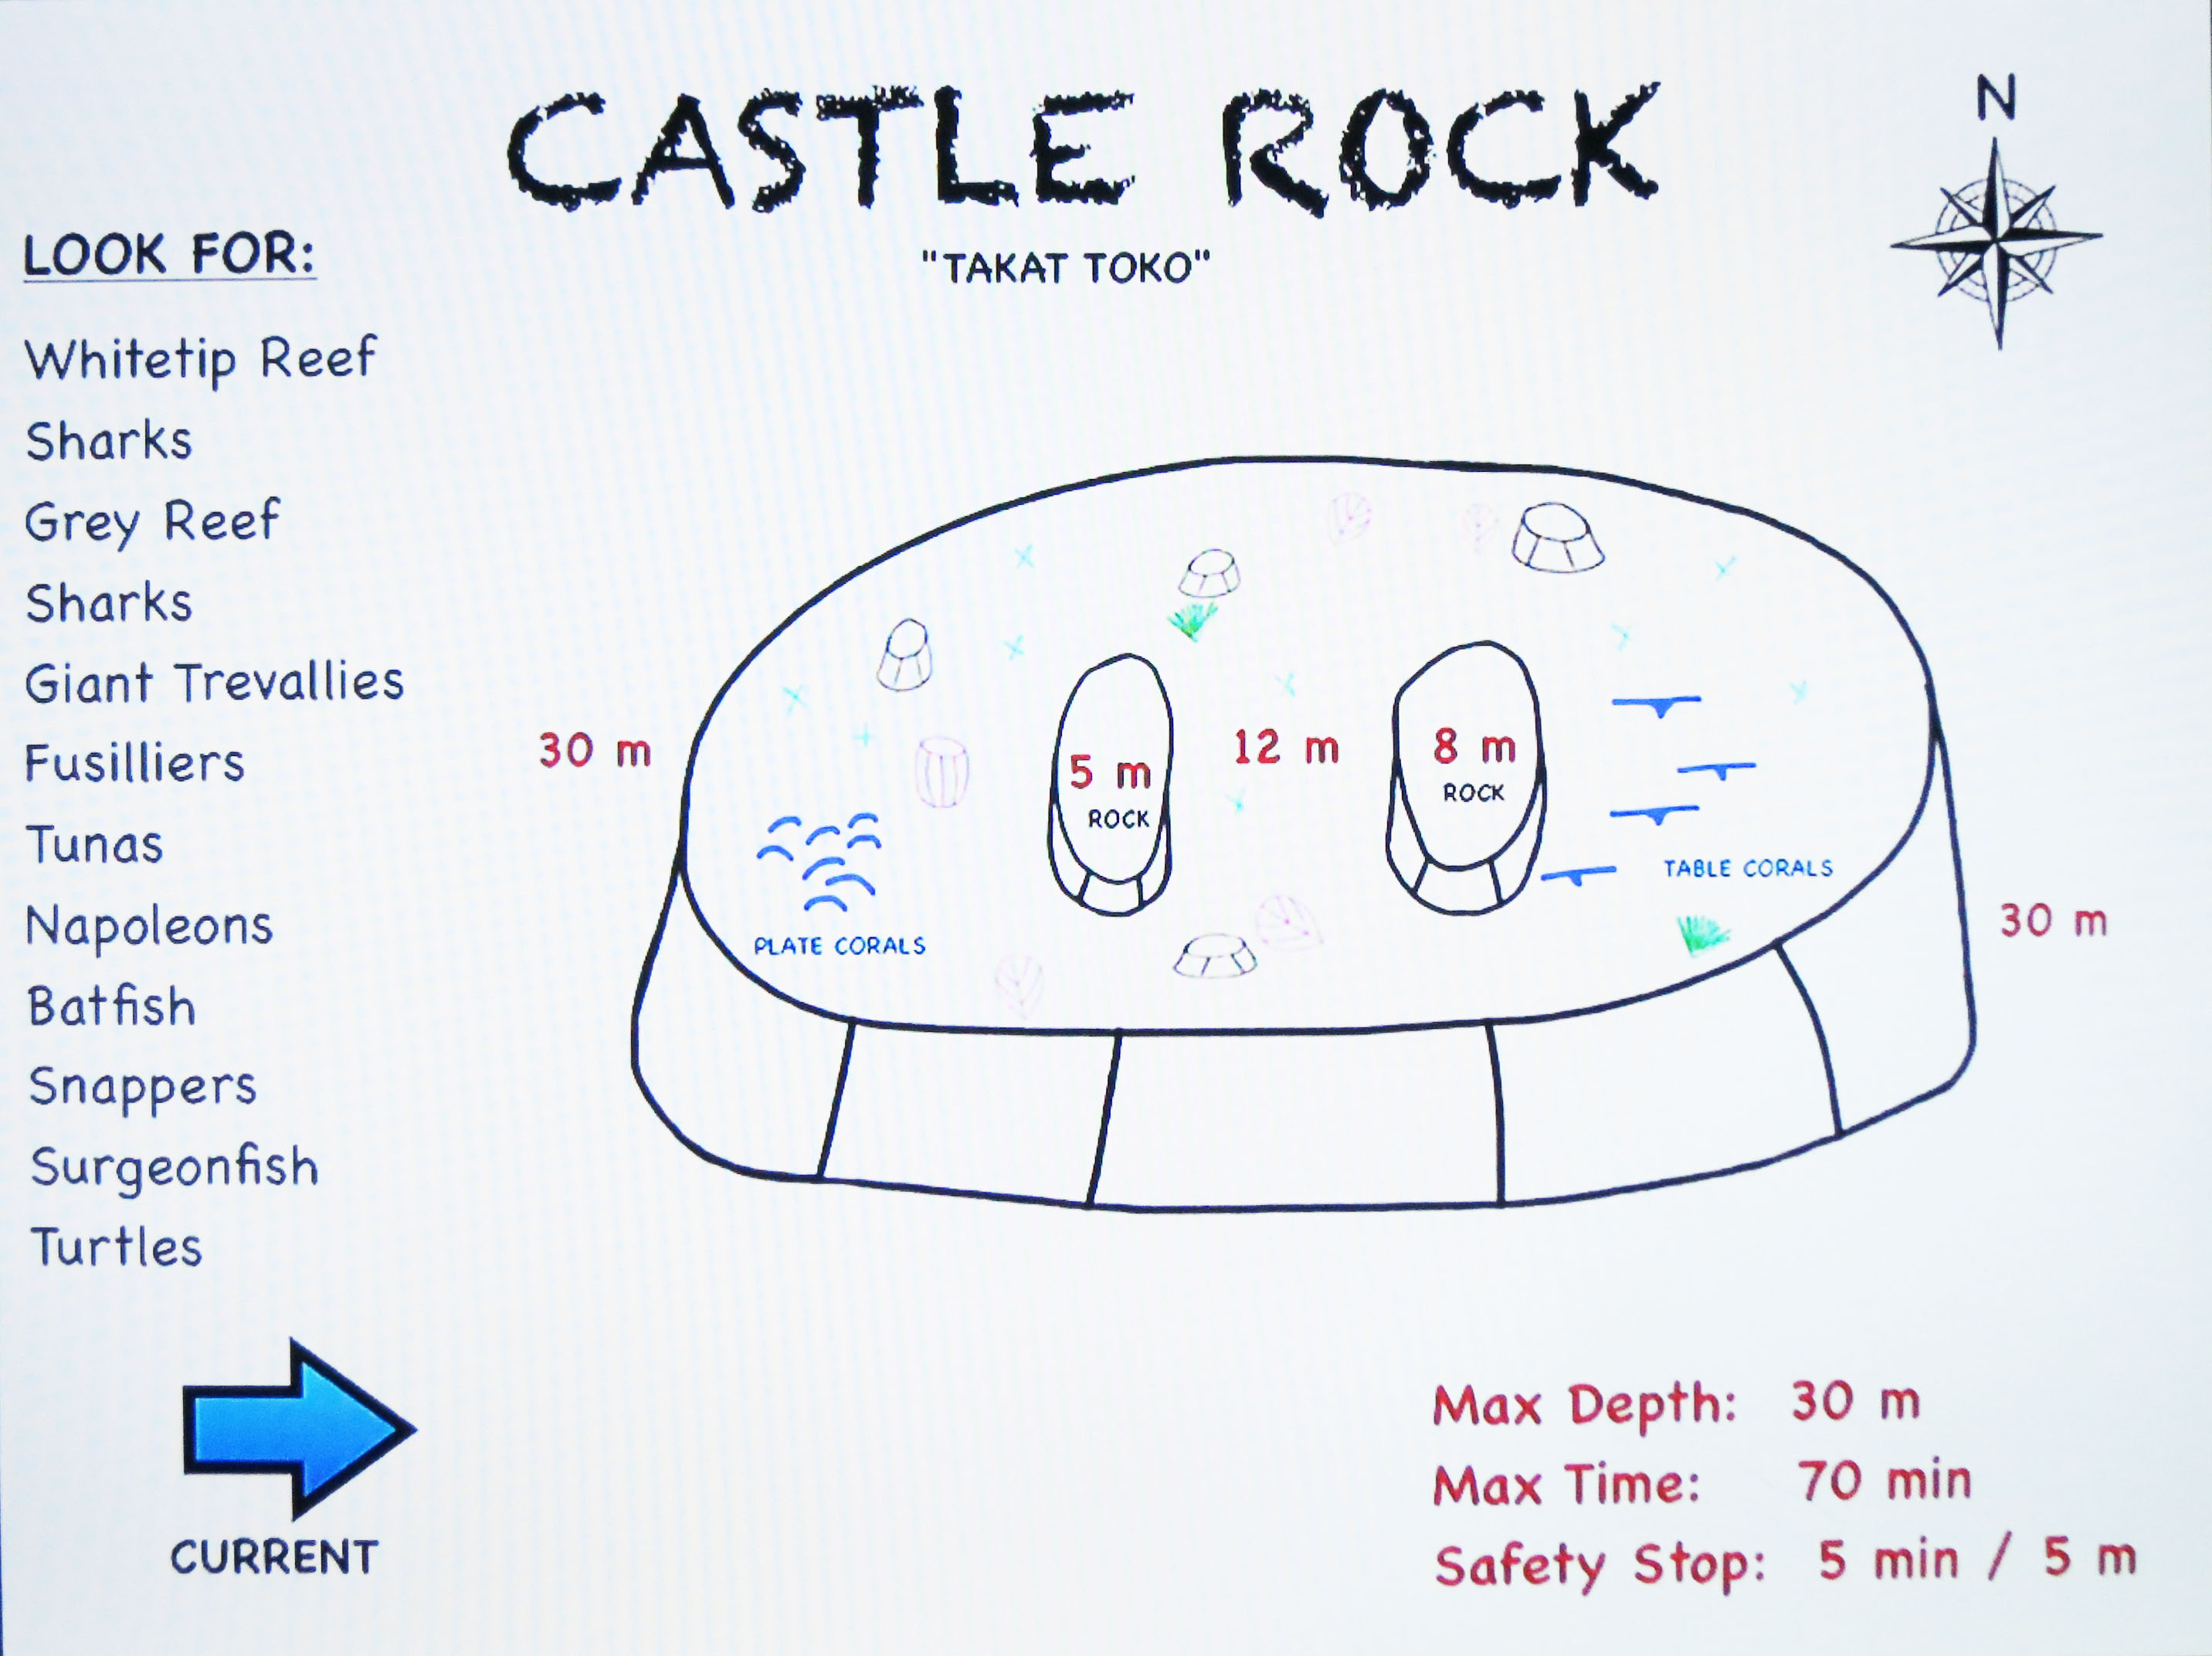 CASTLE ROCK
"TAKAT TOKO"
N
LOOK FOR:
Whitetip Reef
Sharks
Grey Reef
Sharks
Giant Trevallies
Fusilliers
Tunas
Napoleons
Batfish
Snappers
Surgeonfish
Turtles
30 m
5 m
ROCK
12 m
8 m
ROCK
TABLE CORALS
PLATE CORALS
30 m
CURRENT
Max Depth: 30 m
Max Time: 70 min
Safety Stop: 5 min / 5 m